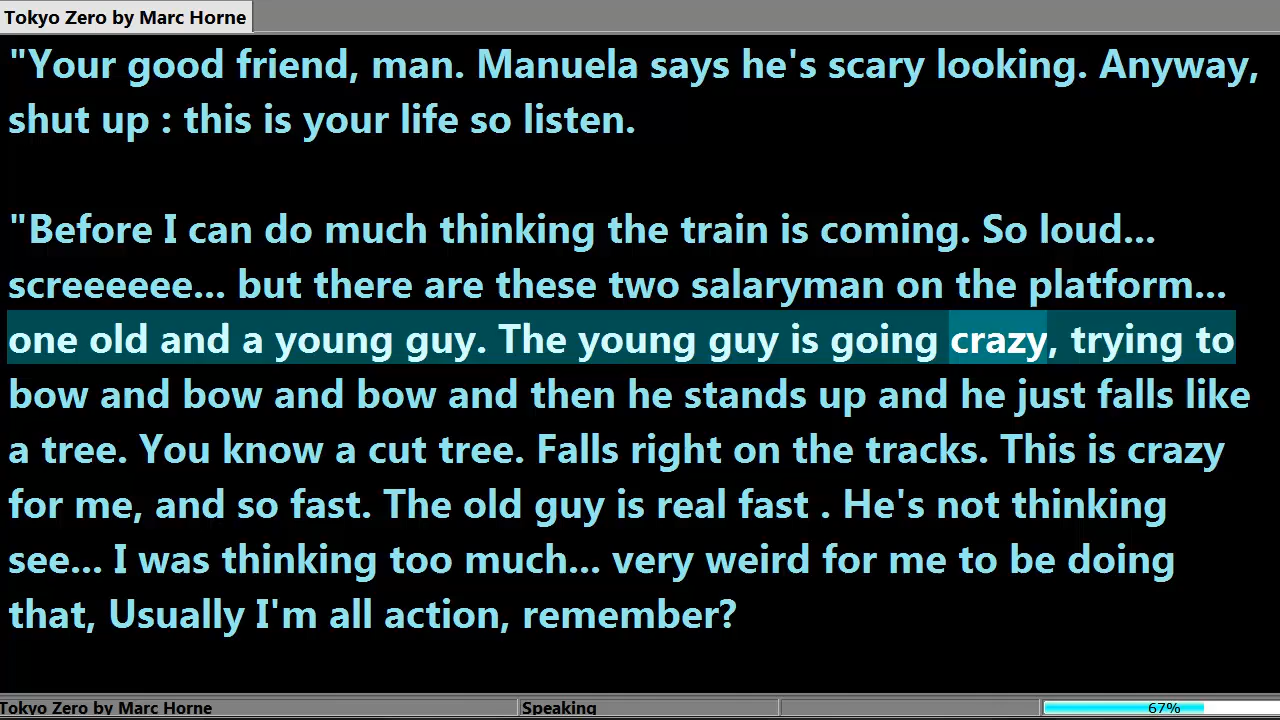 Tokyo Zero by Marc Horne
"Your good friend, man. Manuela says he's scary looking. Anyway,
shut up : this is your life so listen.
"Before I can do much thinking the train is coming. So loud...
screeeeee... but there are these two salaryman on the platform...
one old and a young guy. The young guy is going crazy, trying to
bow and bow and bow and then he stands up and he just falls like
a tree. You know a cut tree. Falls right on the tracks. This is crazy
for me, and so fast. The old guy is real fast . He's not thinking
see... I was thinking too much... very weird for me to be doing
that, Usually I'm all action, remember?
Tokyo Zero by Marc Horne Speaking 67%